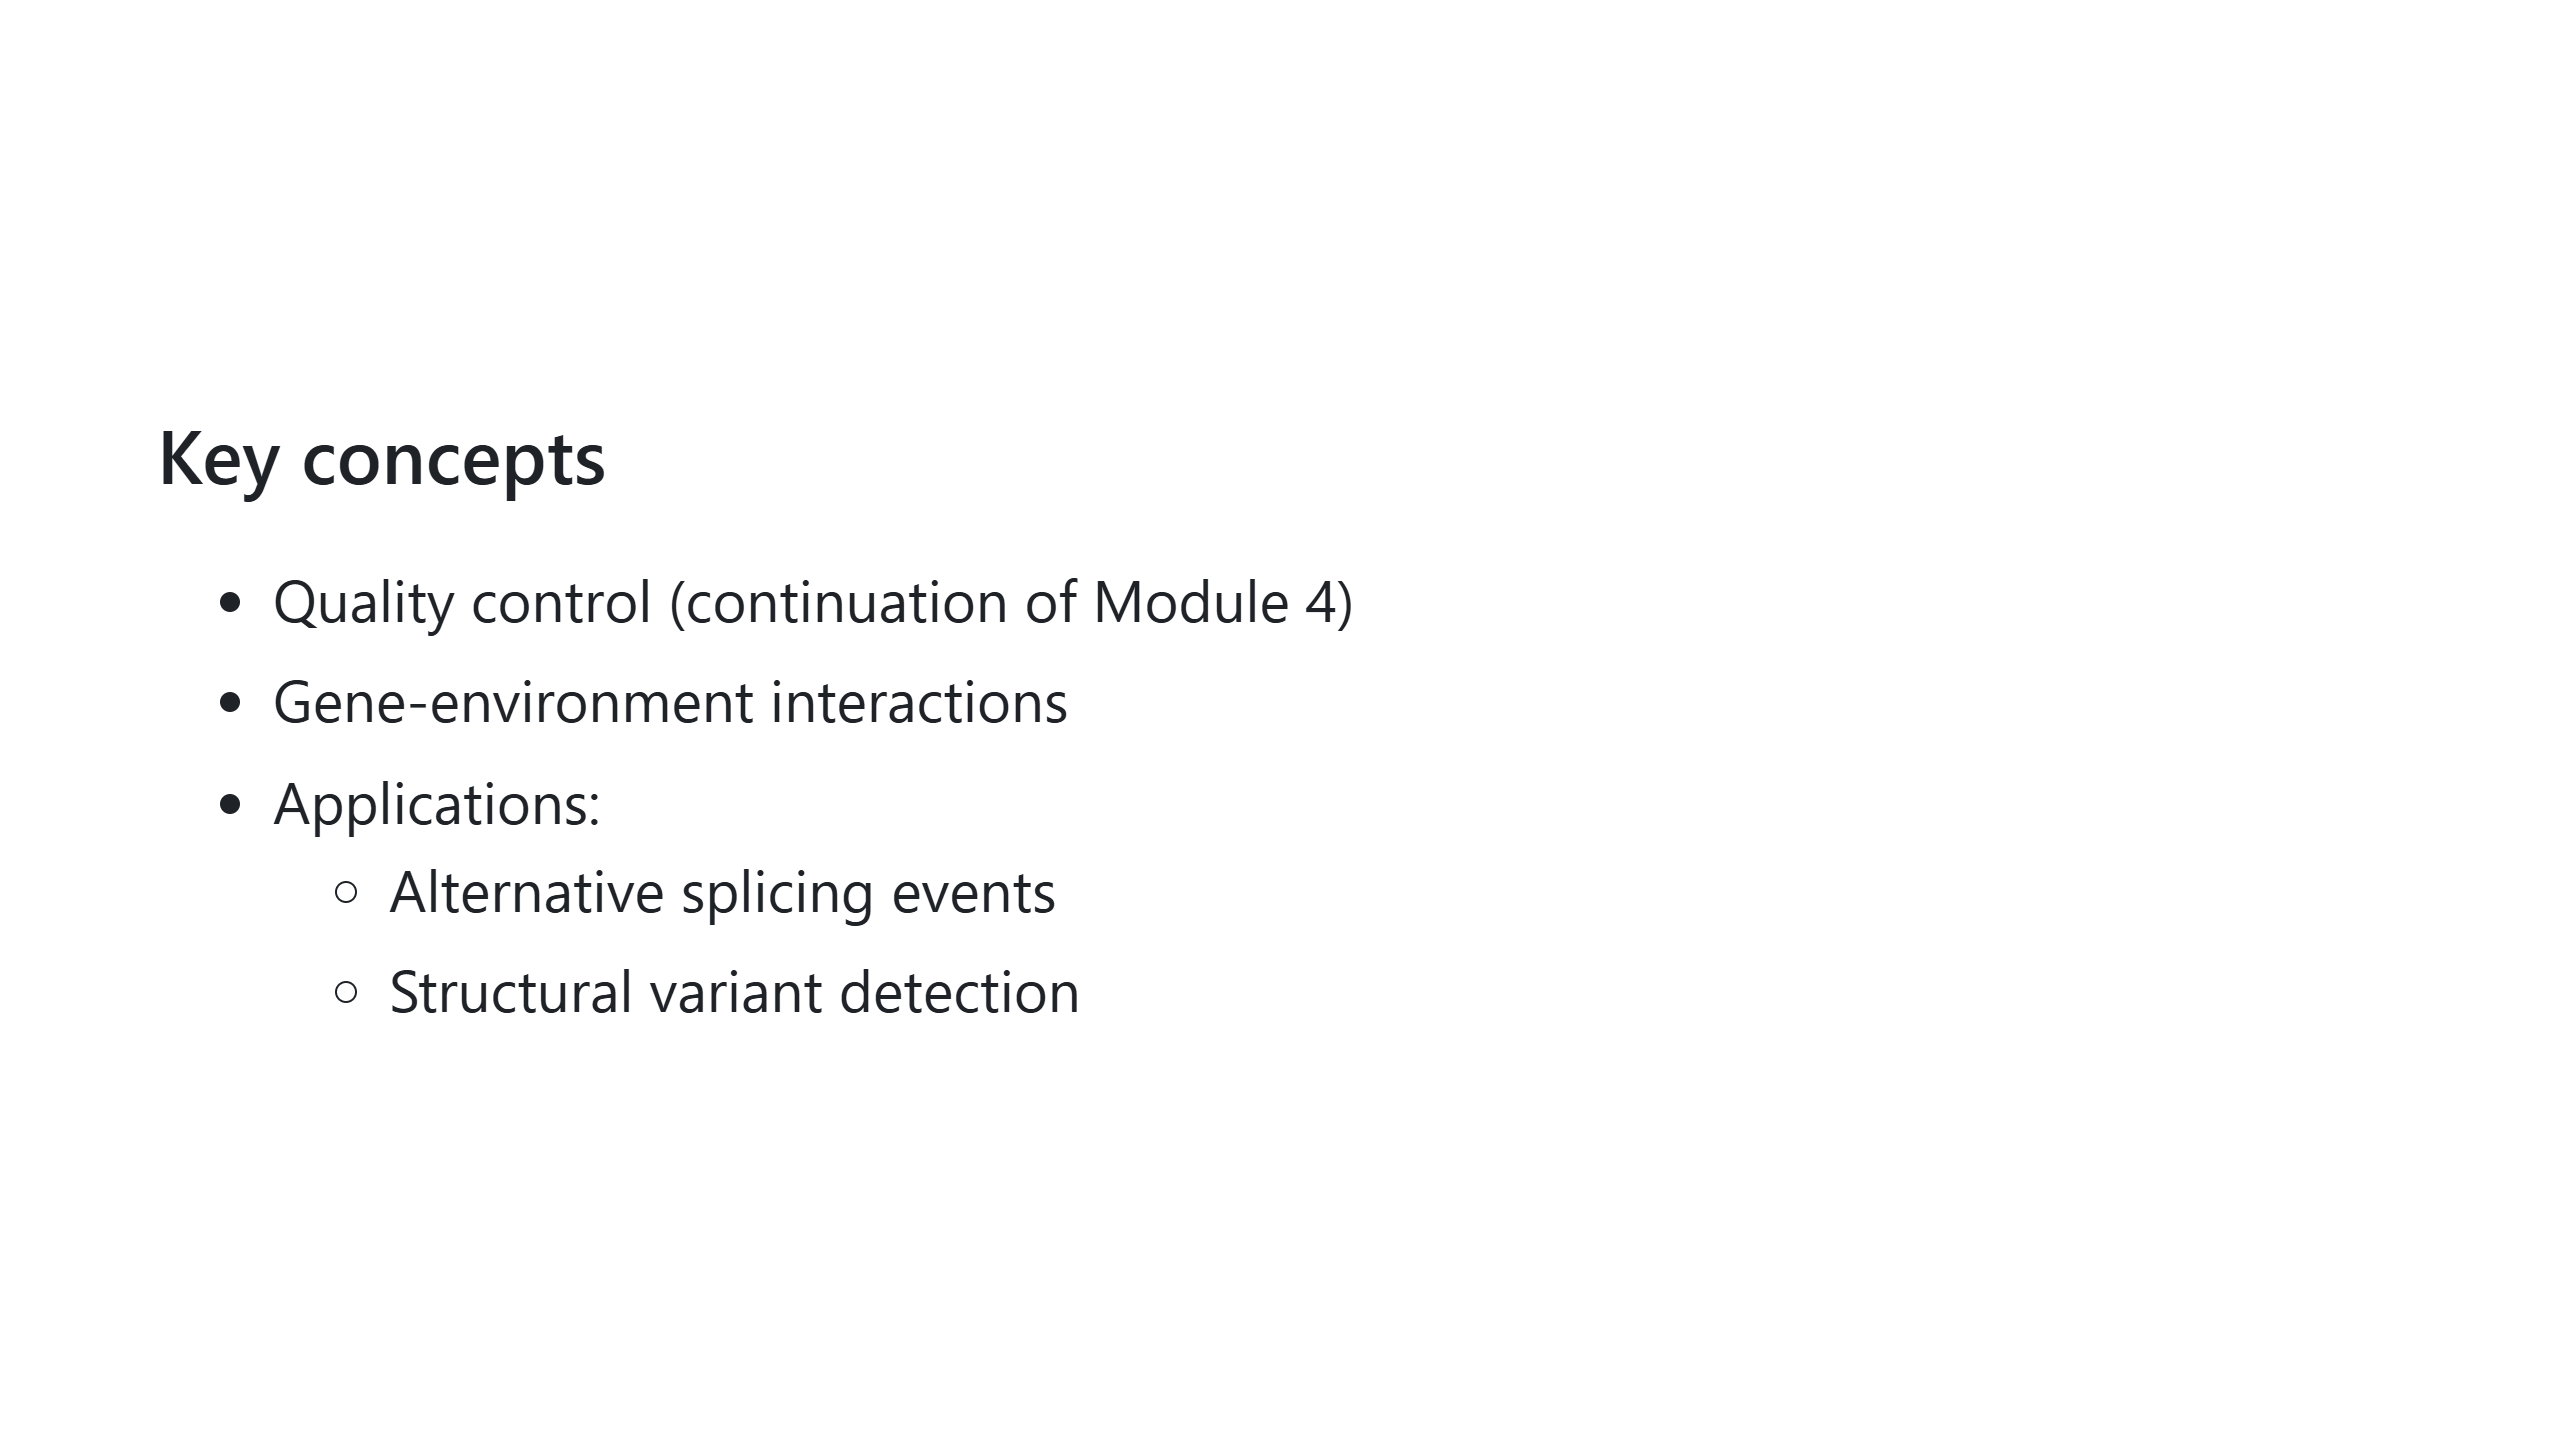 Key concepts
• Quality control (continuation of Module 4)
• Gene-environment interactions
• Applications:
○ Alternative splicing events
○ Structural variant detection